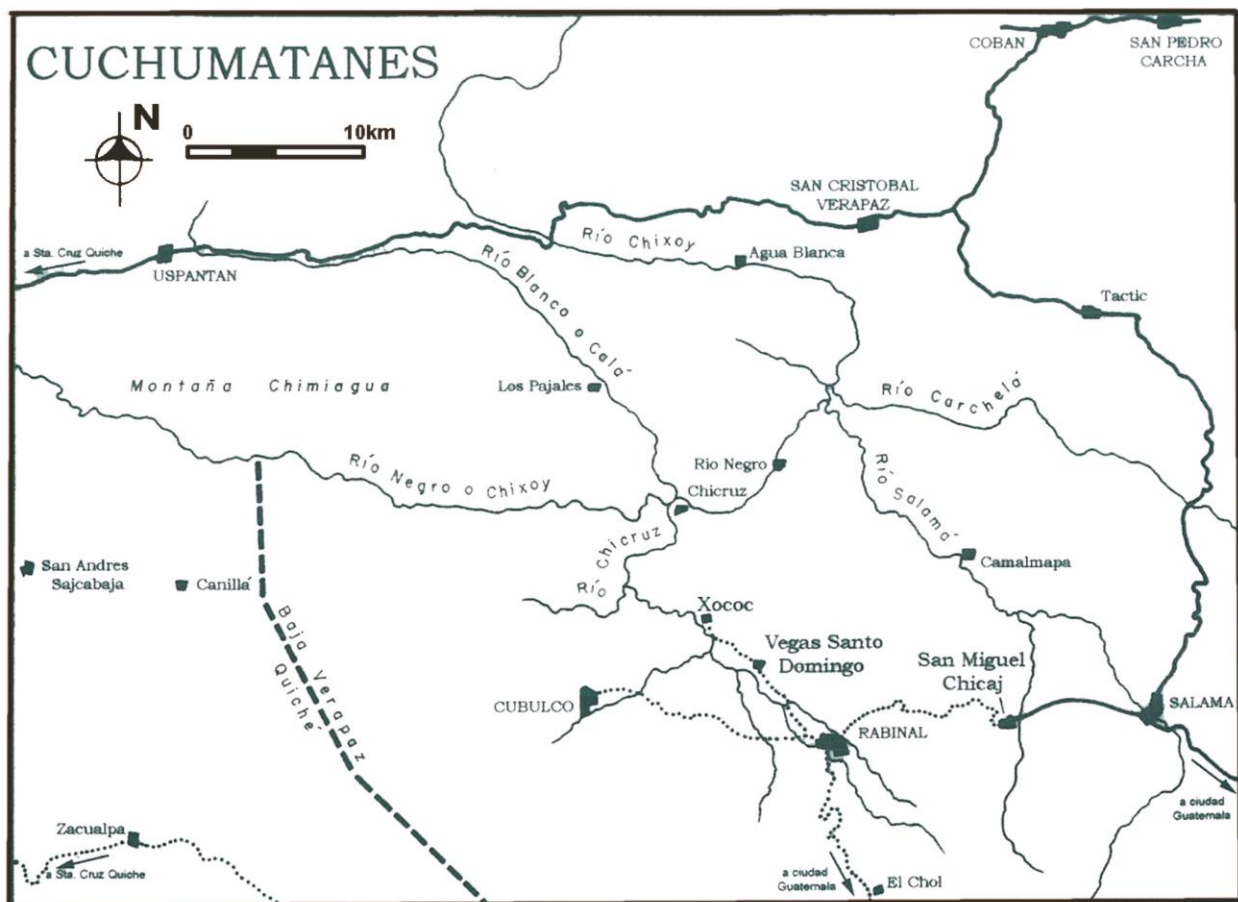 CUCHUMATANES
N
0 10km
COBAN
SAN PEDRO
CARCHA
SAN CRISTOBAL
VERAPAZ
Río Chixoy
Agua Blanca
a Sta. Cruz Quiche
USPANTAN
Río Blanco o Calá
Tactic
Montaña Chimiagua
Los Pajales
Río Carchelá
Río Negro o Chixoy
Rio Negro
Chicruz
Río Salamá
Río Chicruz
San Andres
Sajcabaja
Canillá
Camalmapa
Xococ
Baja Verapaz
Quiché
Vegas Santo
Domingo
San Miguel
Chicaj
CUBULCO
SALAMA
RABINAL
a ciudad
Guatemala
Zacualpa
a Sta. Cruz Quiche
a ciudad
Guatemala
El Chol